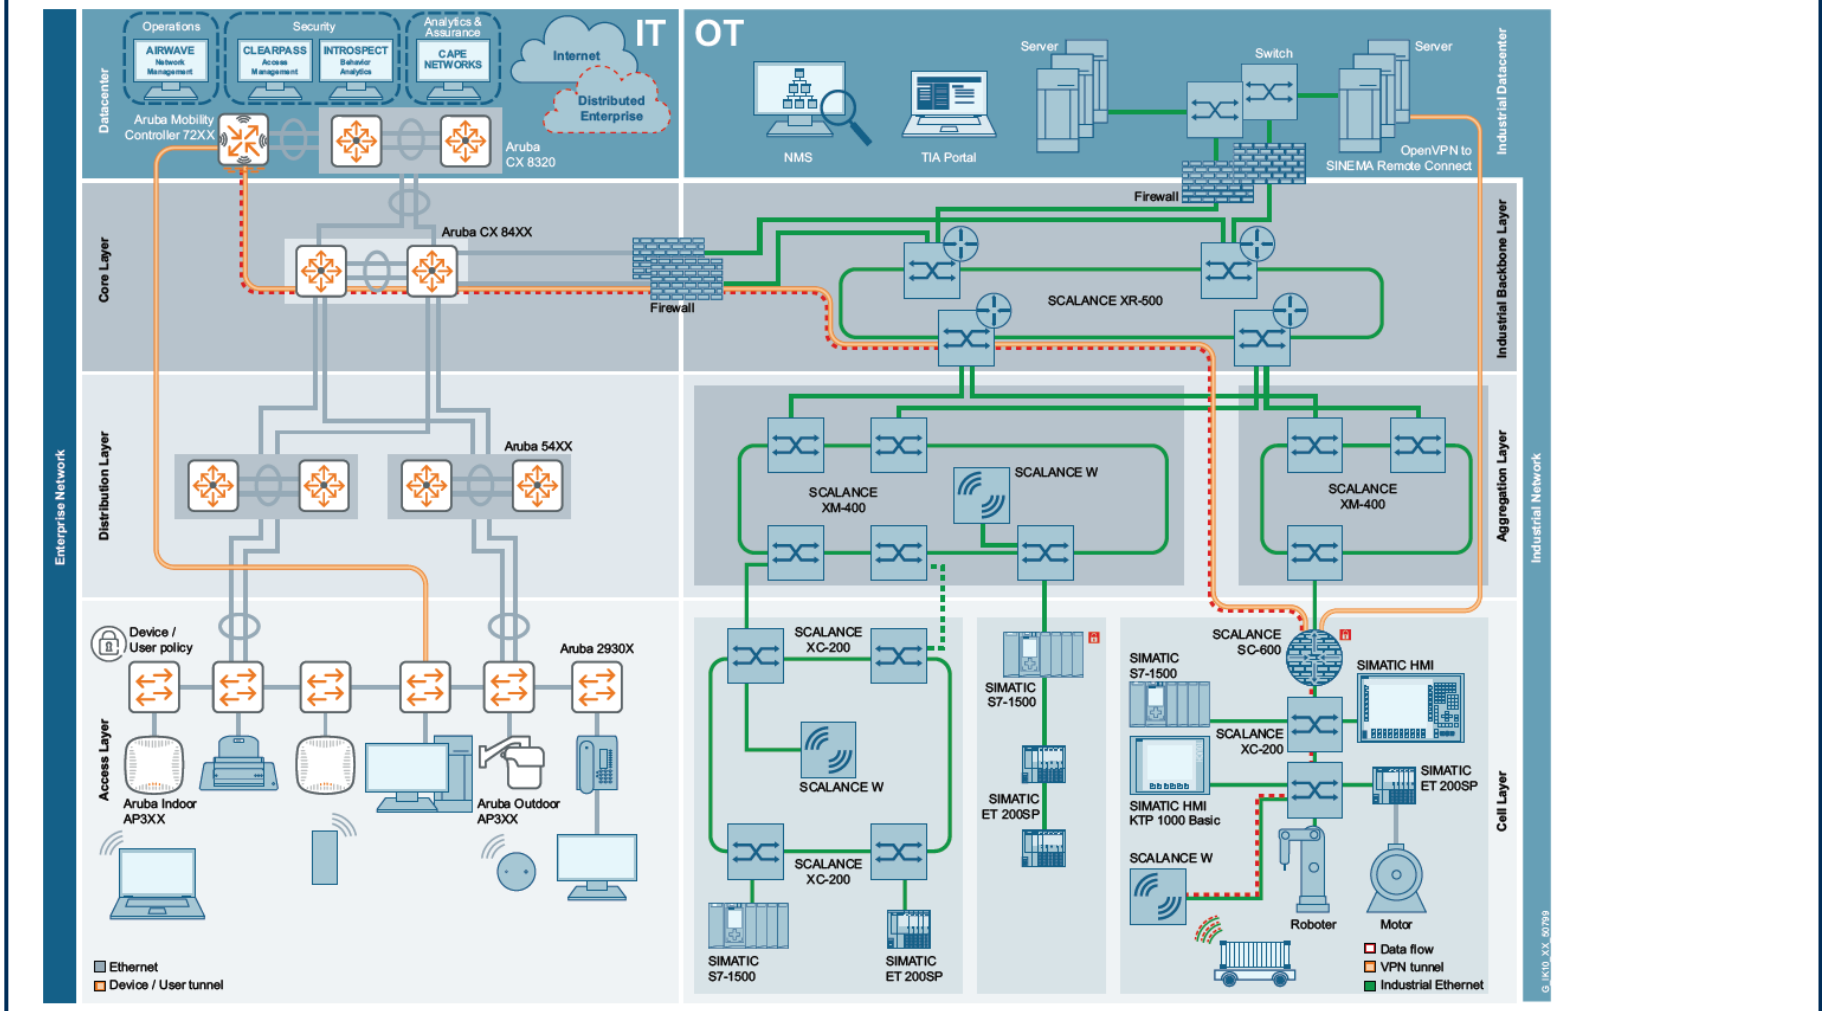 IT
OT
Operations
Security
Analytics &
Assurance
AIRWAVE
Network
Management
CLEARPASS
Access
Management
INTROSPECT
Behavior
Analytics
CAPE
NETWORKS
Internet
Distributed
Enterprise
Datacenter
Aruba Mobility
Controller 72XX
Aruba
CX 8320
NMS
TIA Portal
Server
Switch
Server
OpenVPN to
SINEMA Remote Connect
Industrial Datacenter
Firewall
Core Layer
Aruba CX 84XX
Firewall
SCALANCE XR-500
Industrial Backbone Layer
Enterprise Network
Distribution Layer
Aruba 54XX
SCALANCE
XM-400
SCALANCE W
SCALANCE
XM-400
Aggregation Layer
Industrial Network
Device /
User policy
Aruba 2930X
Access Layer
Aruba Indoor
AP3XX
Aruba Outdoor
AP3XX
Ethernet
Device / User tunnel
SCALANCE
XC-200
SCALANCE W
SCALANCE
XC-200
SIMATIC
S7-1500
SIMATIC
ET 200SP
SIMATIC
S7-1500
SIMATIC
ET 200SP
SCALANCE
SC-600
SIMATIC
S7-1500
SIMATIC HMI
SCALANCE
XC-200
SIMATIC HMI
KTP 1000 Basic
SIMATIC
ET 200SP
SCALANCE W
Roboter
Motor
Cell Layer
Data flow
VPN tunnel
Industrial Ethernet
G_IK10_XX_50799